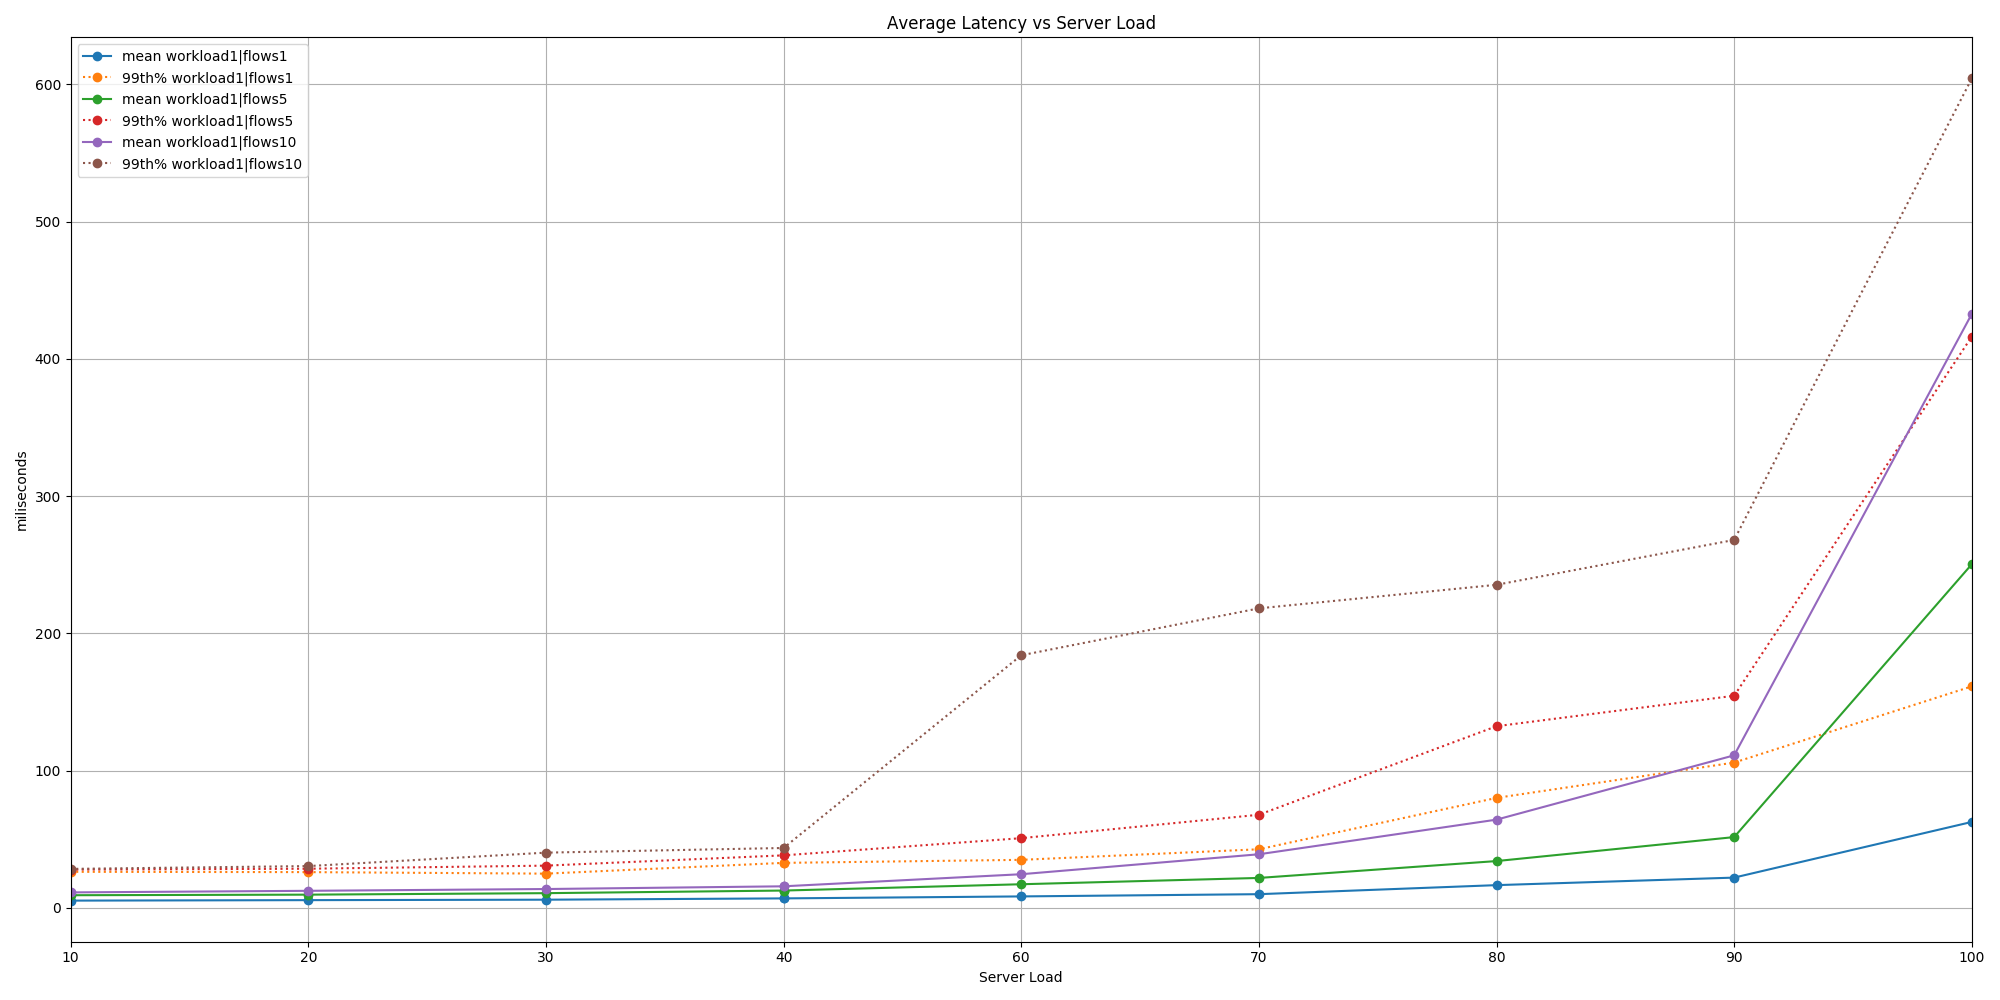 Average Latency vs Server Load
mean workload1|flows1
99th% workload1|flows1
mean workload1|flows5
99th% workload1|flows5
mean workload1|flows10
99th% workload1|flows10
600
500
400
300
200
100
0
miliseconds
10 20 30 40 60 70 80 90 100
Server Load